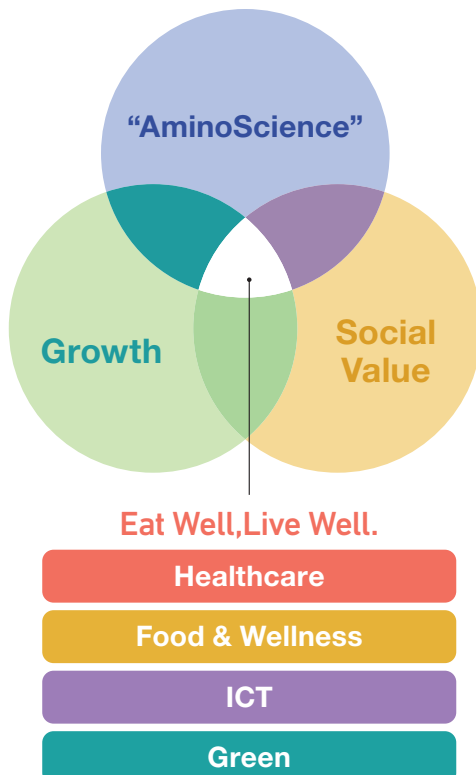 “AminoScience”
Growth
Social
Value
Eat Well,Live Well.
Healthcare
Food & Wellness
ICT
Green